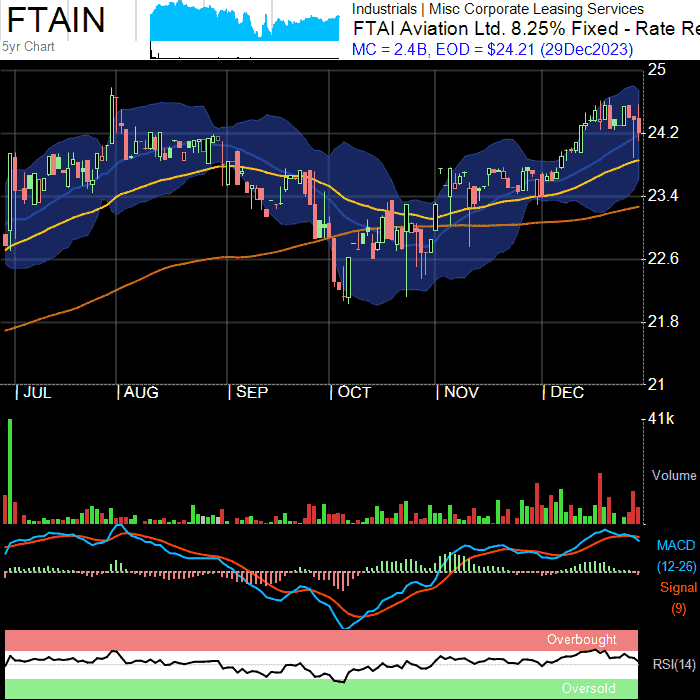 FTAIN
5yr Chart
Industrials | Misc Corporate Leasing Services
FTAI Aviation Ltd. 8.25% Fixed - Rate Re
MC = 2.4B, EOD = $24.21 (29Dec2023)
25
24.2
23.4
22.6
21.8
21
JUL AUG SEP OCT NOV DEC
41k
Volume
MACD
(12-26)
Signal
(9)
Overbought
RSI(14)
Oversold